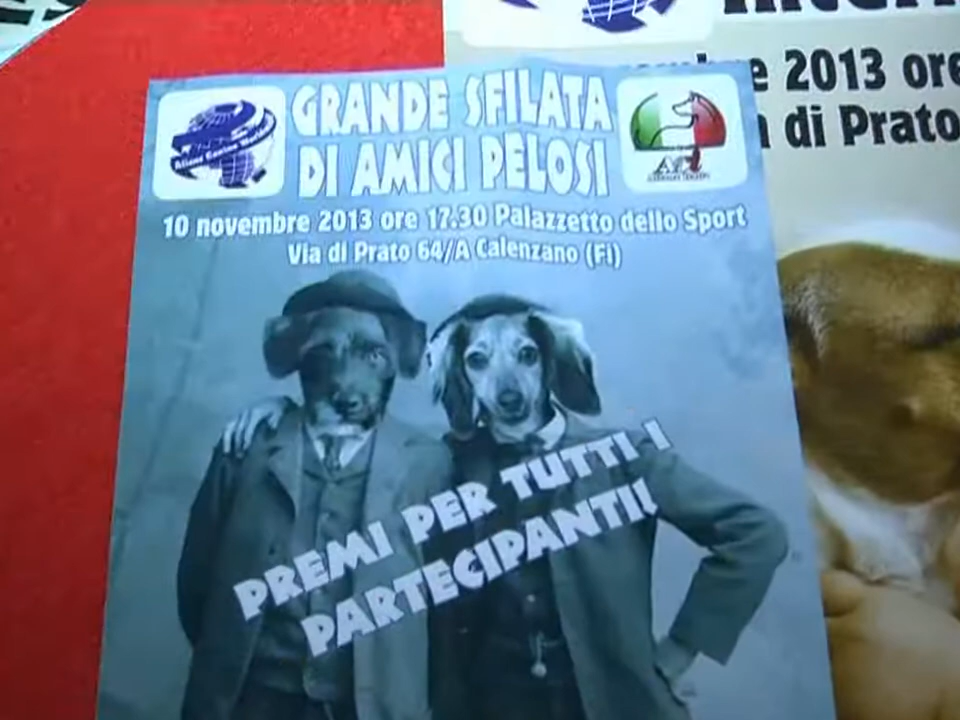 GRANDE SFILATA
DI AMICI PELOSI
10 novembre 2013 ore 17.30 Palazzetto dello Sport
Via di Prato 64/A Calenzano (Fi)
PREMI PER TUTTI I
PARTECIPANTI!
2013 ore
di Prato